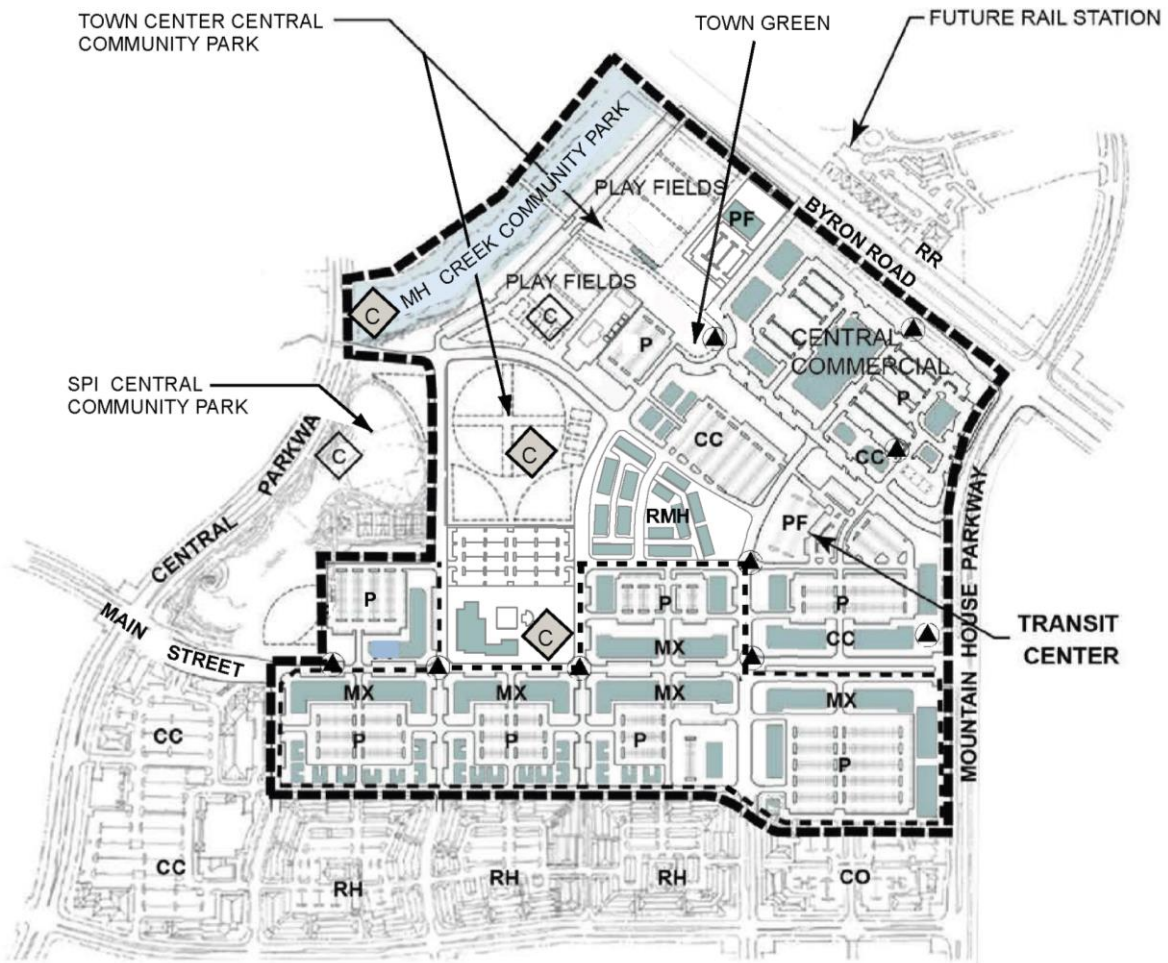 TOWN CENTER CENTRAL
COMMUNITY PARK
TOWN GREEN
FUTURE RAIL STATION
MH CREEK COMMUNITY PARK
PLAY FIELDS
PF
BYRON ROAD
RR
PLAY FIELDS
C
C
P
CENTRAL
COMMERCIAL
P
SPI CENTRAL
COMMUNITY PARK
C
C
CC
CC
CENTRAL PARKWA
RMH
PF
MOUNTAIN HOUSE PARKWAY
MAIN STREET
P
C
P
MX
P
CC
TRANSIT
CENTER
MX
MX
MX
MX
P
P
P
P
CC
CC
RH
RH
RH
CO